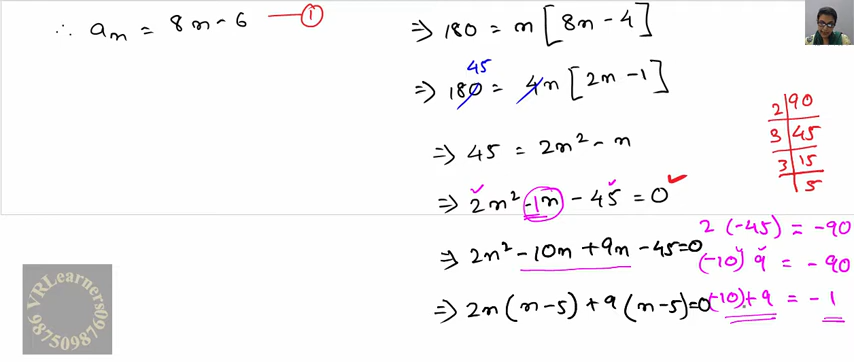 ∴ aₙ = 8n - 6 —— ①
⇒ 180 = n [8n - 4]
45
⇒ 180 = 4n [2n - 1]
⇒ 45 = 2n² - n
⇒ 2n² - 1n - 45 = 0
⇒ 2n² - 10n + 9n - 45 = 0
⇒ 2n (n - 5) + 9 (n - 5) = 0
2 | 90
3 | 45
3 | 15
| 5
2 (-45) = -90
(-10) 9 = -90
(-10) + 9 = -1
VRLearners
9875098760